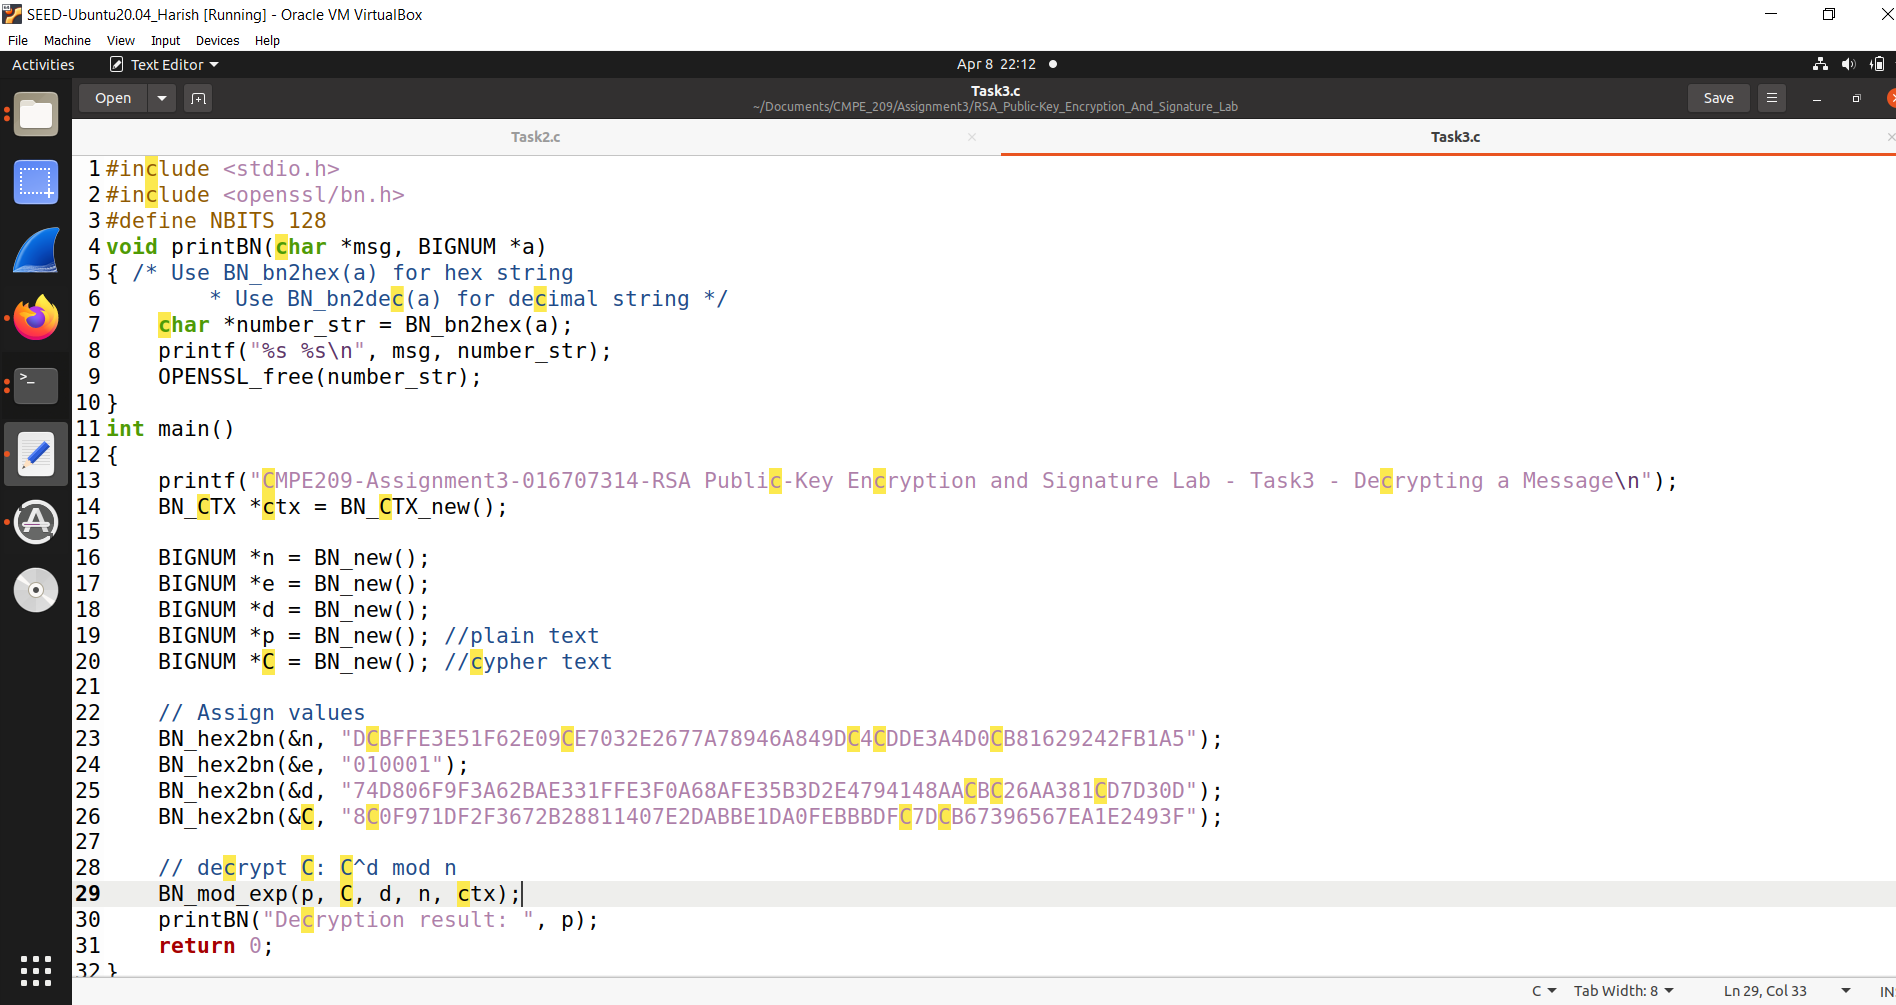 SEED-Ubuntu20.04_Harish [Running] - Oracle VM VirtualBox
File Machine View Input Devices Help
Activities Text Editor Apr 8 22:12
Open Task3.c Save
~/Documents/CMPE_209/Assignment3/RSA_Public-Key_Encryption_And_Signature_Lab
Task2.c Task3.c
1 #include <stdio.h>
2 #include <openssl/bn.h>
3 #define NBITS 128
4 void printBN(char *msg, BIGNUM *a)
5 { /* Use BN_bn2hex(a) for hex string
6 * Use BN_bn2dec(a) for decimal string */
7 char *number_str = BN_bn2hex(a);
8 printf("%s %s\n", msg, number_str);
9 OPENSSL_free(number_str);
10 }
11 int main()
12 {
13 printf("CMPE209-Assignment3-016707314-RSA Public-Key Encryption and Signature Lab - Task3 - Decrypting a Message\n");
14 BN_CTX *ctx = BN_CTX_new();
15
16 BIGNUM *n = BN_new();
17 BIGNUM *e = BN_new();
18 BIGNUM *d = BN_new();
19 BIGNUM *p = BN_new(); //plain text
20 BIGNUM *C = BN_new(); //cypher text
21
22 // Assign values
23 BN_hex2bn(&n, "DCBFFE3E51F62E09CE7032E2677A78946A849DC4CDDE3A4D0CB81629242FB1A5");
24 BN_hex2bn(&e, "010001");
25 BN_hex2bn(&d, "74D806F9F3A62BAE331FFE3F0A68AFE35B3D2E4794148AACBC26AA381CD7D30D");
26 BN_hex2bn(&C, "8C0F971DF2F3672B28811407E2DABBE1DA0FEBBBDFC7DCB67396567EA1E2493F");
27
28 // decrypt C: C^d mod n
29 BN_mod_exp(p, C, d, n, ctx);
30 printBN("Decryption result: ", p);
31 return 0;
32 }
C Tab Width: 8 Ln 29, Col 33 IN